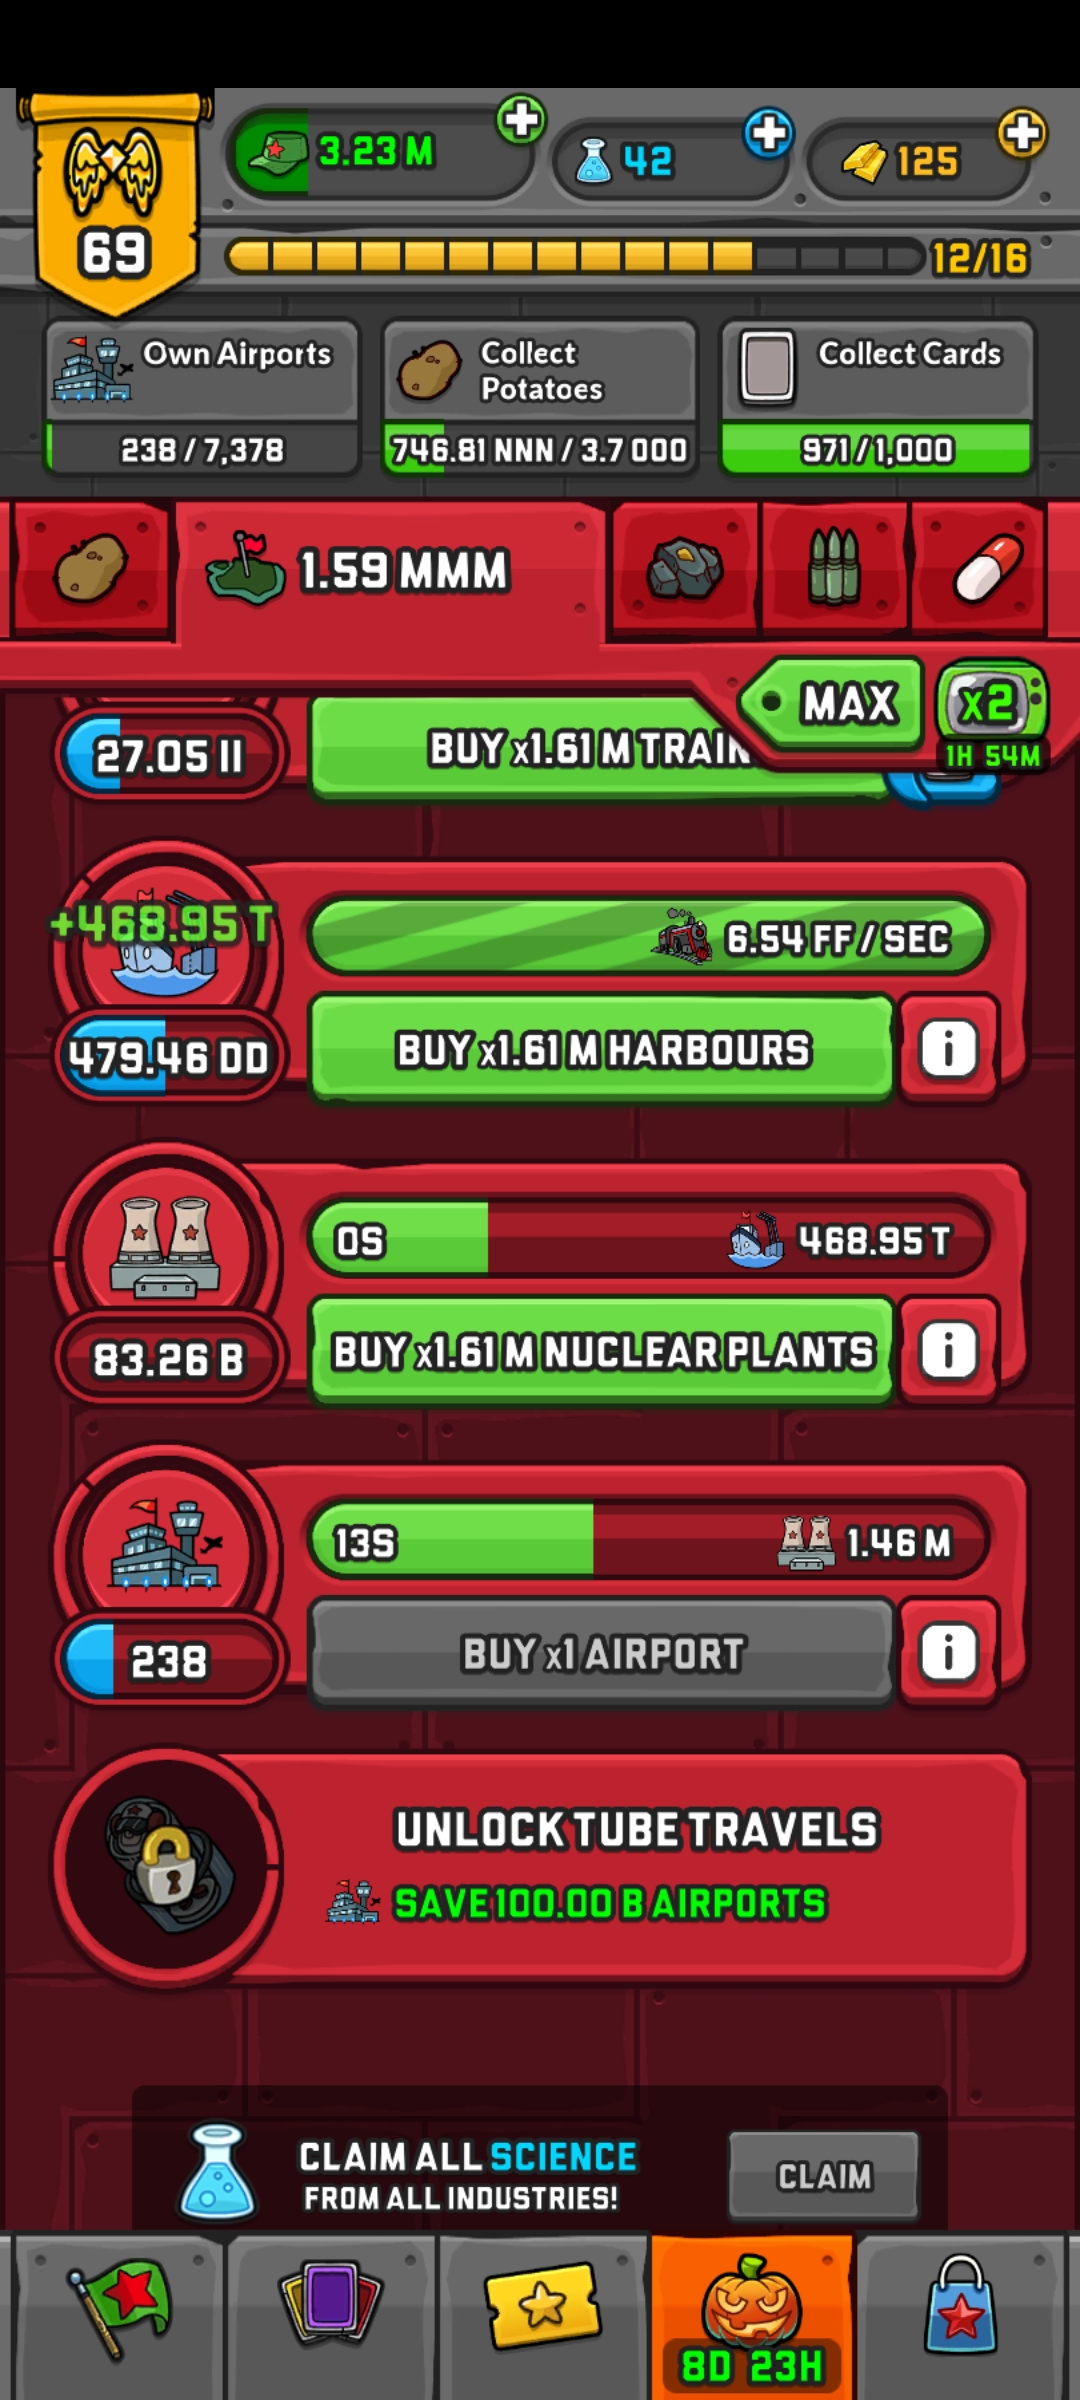 3.23 M
42
125
69
12/16
Own Airports
238 / 7,378
Collect
Potatoes
746.81 NNN / 3.7 OOO
Collect Cards
971 / 1,000
1.59 MMM
MAX
x2
1H 54M
27.05 II
BUY x1.61 M TRAIN
+468.95 T
6.54 FF / SEC
479.46 DD
BUY x1.61 M HARBOURS
i
0S
468.95 T
83.26 B
BUY x1.61 M NUCLEAR PLANTS
i
13S
1.46 M
238
BUY x1 AIRPORT
i
UNLOCK TUBE TRAVELS
SAVE 100.00 B AIRPORTS
CLAIM ALL SCIENCE
FROM ALL INDUSTRIES!
CLAIM
8D 23H